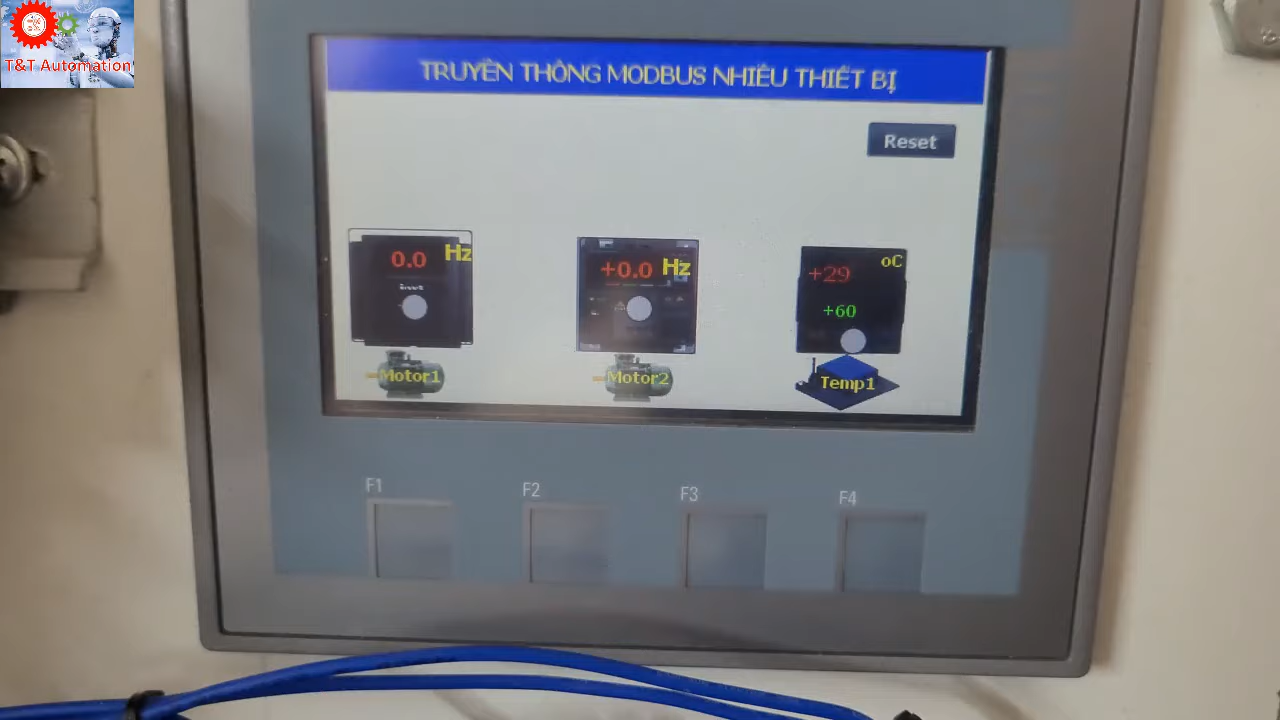 T&T Automation
TRUYỀN THÔNG MODBUS NHIỀU THIẾT BỊ
Reset
0.0 Hz
+0.0 Hz
oC
+29
+60
Motor1
Motor2
Temp1
F1
F2
F3
F4